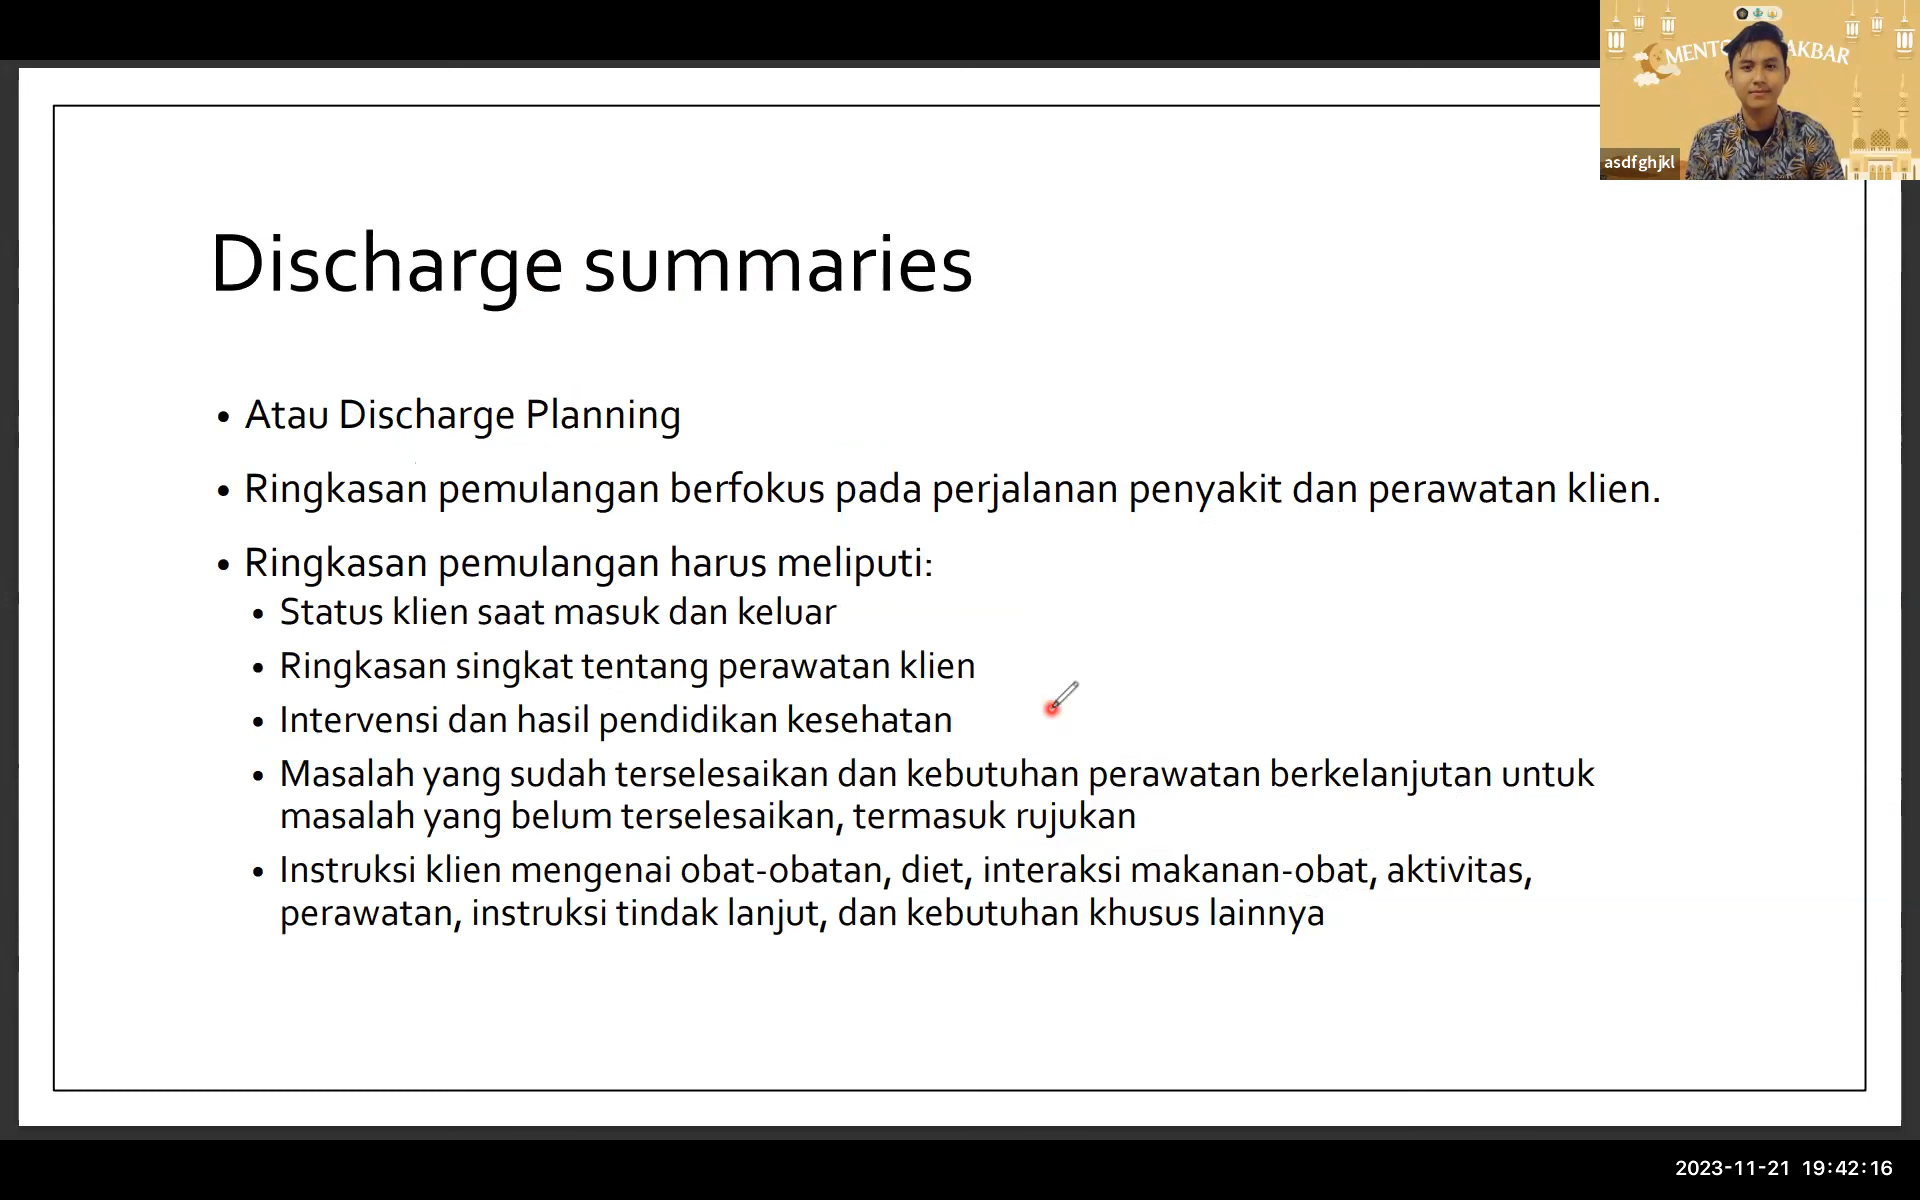 MENTO AKBAR
asdfghjkl
Discharge summaries
• Atau Discharge Planning
• Ringkasan pemulangan berfokus pada perjalanan penyakit dan perawatan klien.
• Ringkasan pemulangan harus meliputi:
• Status klien saat masuk dan keluar
• Ringkasan singkat tentang perawatan klien
• Intervensi dan hasil pendidikan kesehatan
• Masalah yang sudah terselesaikan dan kebutuhan perawatan berkelanjutan untuk
masalah yang belum terselesaikan, termasuk rujukan
• Instruksi klien mengenai obat-obatan, diet, interaksi makanan-obat, aktivitas,
perawatan, instruksi tindak lanjut, dan kebutuhan khusus lainnya
2023-11-21 19:42:16